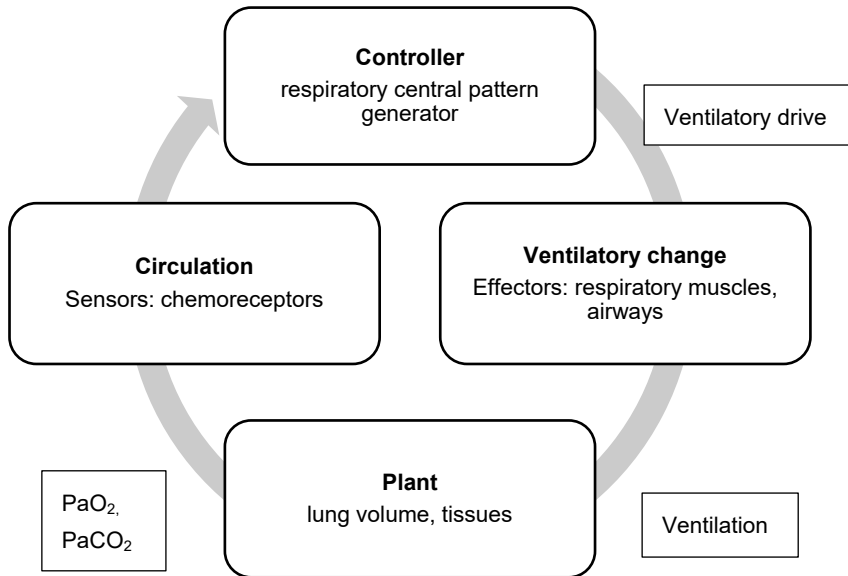 Controller
respiratory central pattern
generator
Ventilatory drive
Circulation
Sensors: chemoreceptors
Ventilatory change
Effectors: respiratory muscles,
airways
Plant
lung volume, tissues
PaO₂,
PaCO₂
Ventilation